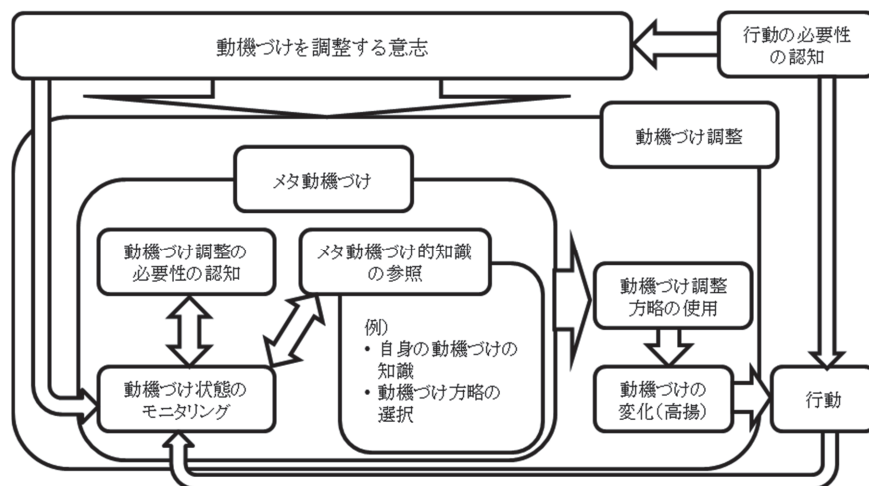 動機づけを調整する意志
行動の必要性
の認知
動機づけ調整
メタ動機づけ
動機づけ調整の
必要性の認知
メタ動機づけ的知識
の参照
動機づけ調整
方略の使用
例)
• 自身の動機づけの
知識
• 動機づけ方略の
選択
動機づけ状態の
モニタリング
動機づけの
変化(高揚)
行動